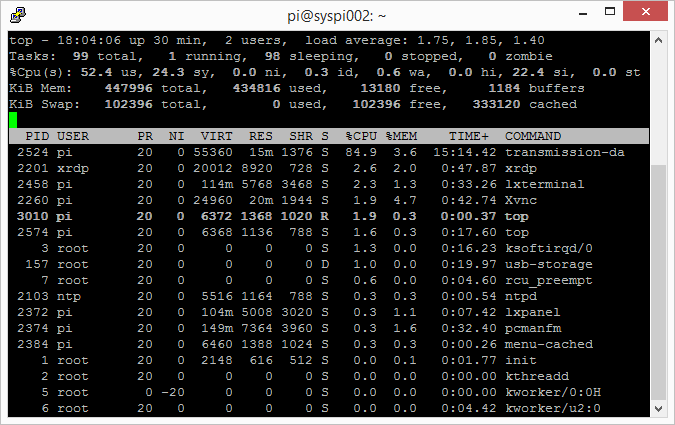 pi@syspi002: ~
top - 18:04:06 up 30 min,  2 users,  load average: 1.75, 1.85, 1.40
Tasks:  99 total,   1 running,  98 sleeping,   0 stopped,   0 zombie
%Cpu(s): 52.4 us, 24.3 sy,  0.0 ni,  0.3 id,  0.6 wa,  0.0 hi, 22.4 si,  0.0 st
KiB Mem:    447996 total,   434816 used,    13180 free,     1184 buffers
KiB Swap:   102396 total,        0 used,   102396 free,   333120 cached
  PID USER      PR  NI  VIRT  RES  SHR S  %CPU %MEM    TIME+  COMMAND
 2524 pi        20   0 55360  15m 1376 S  84.9  3.6  15:14.42 transmission-da
 2201 xrdp      20   0 20012 8920  728 S   2.6  2.0   0:47.87 xrdp
 2458 pi        20   0  114m 5768 3468 S   2.3  1.3   0:33.26 lxterminal
 2260 pi        20   0 24960  20m 1944 S   1.9  4.7   0:42.74 Xvnc
 3010 pi        20   0  6372 1368 1020 R   1.9  0.3   0:00.37 top
 2574 pi        20   0  6368 1136  788 S   1.6  0.3   0:17.60 top
    3 root      20   0     0    0    0 S   1.3  0.0   0:16.23 ksoftirqd/0
  157 root      20   0     0    0    0 D   1.0  0.0   0:19.97 usb-storage
    7 root      20   0     0    0    0 S   0.6  0.0   0:04.60 rcu_preempt
 2103 ntp       20   0  5516 1164  788 S   0.3  0.3   0:00.54 ntpd
 2372 pi        20   0  104m 5008 3020 S   0.3  1.1   0:07.42 lxpanel
 2374 pi        20   0  149m 7364 3960 S   0.3  1.6   0:32.40 pcmanfm
 2384 pi        20   0  6460 1388 1024 S   0.3  0.3   0:00.26 menu-cached
    1 root      20   0  2148  616  512 S   0.0  0.1   0:01.77 init
    2 root      20   0     0    0    0 S   0.0  0.0   0:00.00 kthreadd
    5 root       0 -20     0    0    0 S   0.0  0.0   0:00.00 kworker/0:0H
    6 root      20   0     0    0    0 S   0.0  0.0   0:04.42 kworker/u2:0